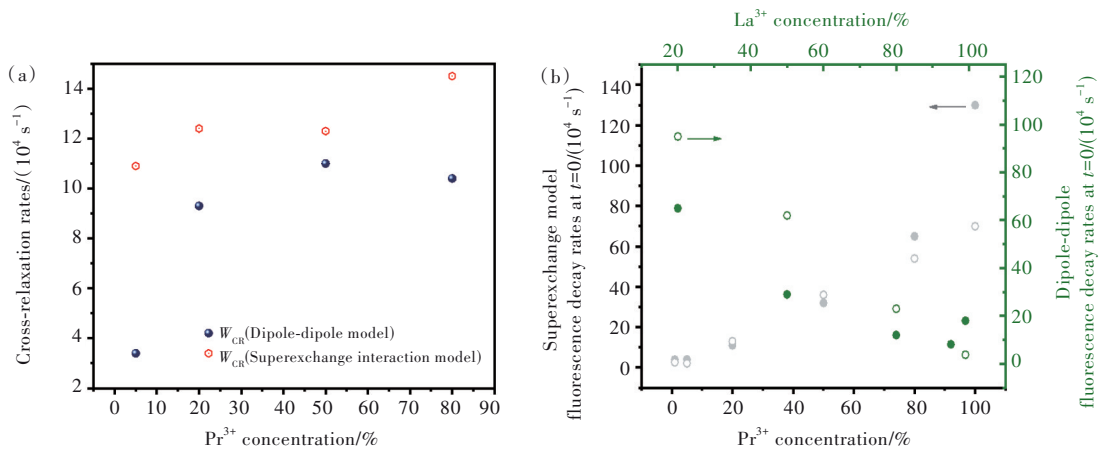 (a)
Cross-relaxation rates/(10⁴ s⁻¹)
14
12
10
8
6
4
2
W_CR(Dipole-dipole model)
W_CR(Superexchange interaction model)
0 10 20 30 40 50 60 70 80 90
Pr³⁺ concentration/%
La³⁺ concentration/%
20 40 60 80 100
(b)
Superexchange model
fluorescence decay rates at t=0/(10⁴ s⁻¹)
140
120
100
80
60
40
20
0
120
100
80
60
40
20
0
Dipole-dipole
fluorescence decay rates at t=0/(10⁴ s⁻¹)
0 20 40 60 80 100
Pr³⁺ concentration/%